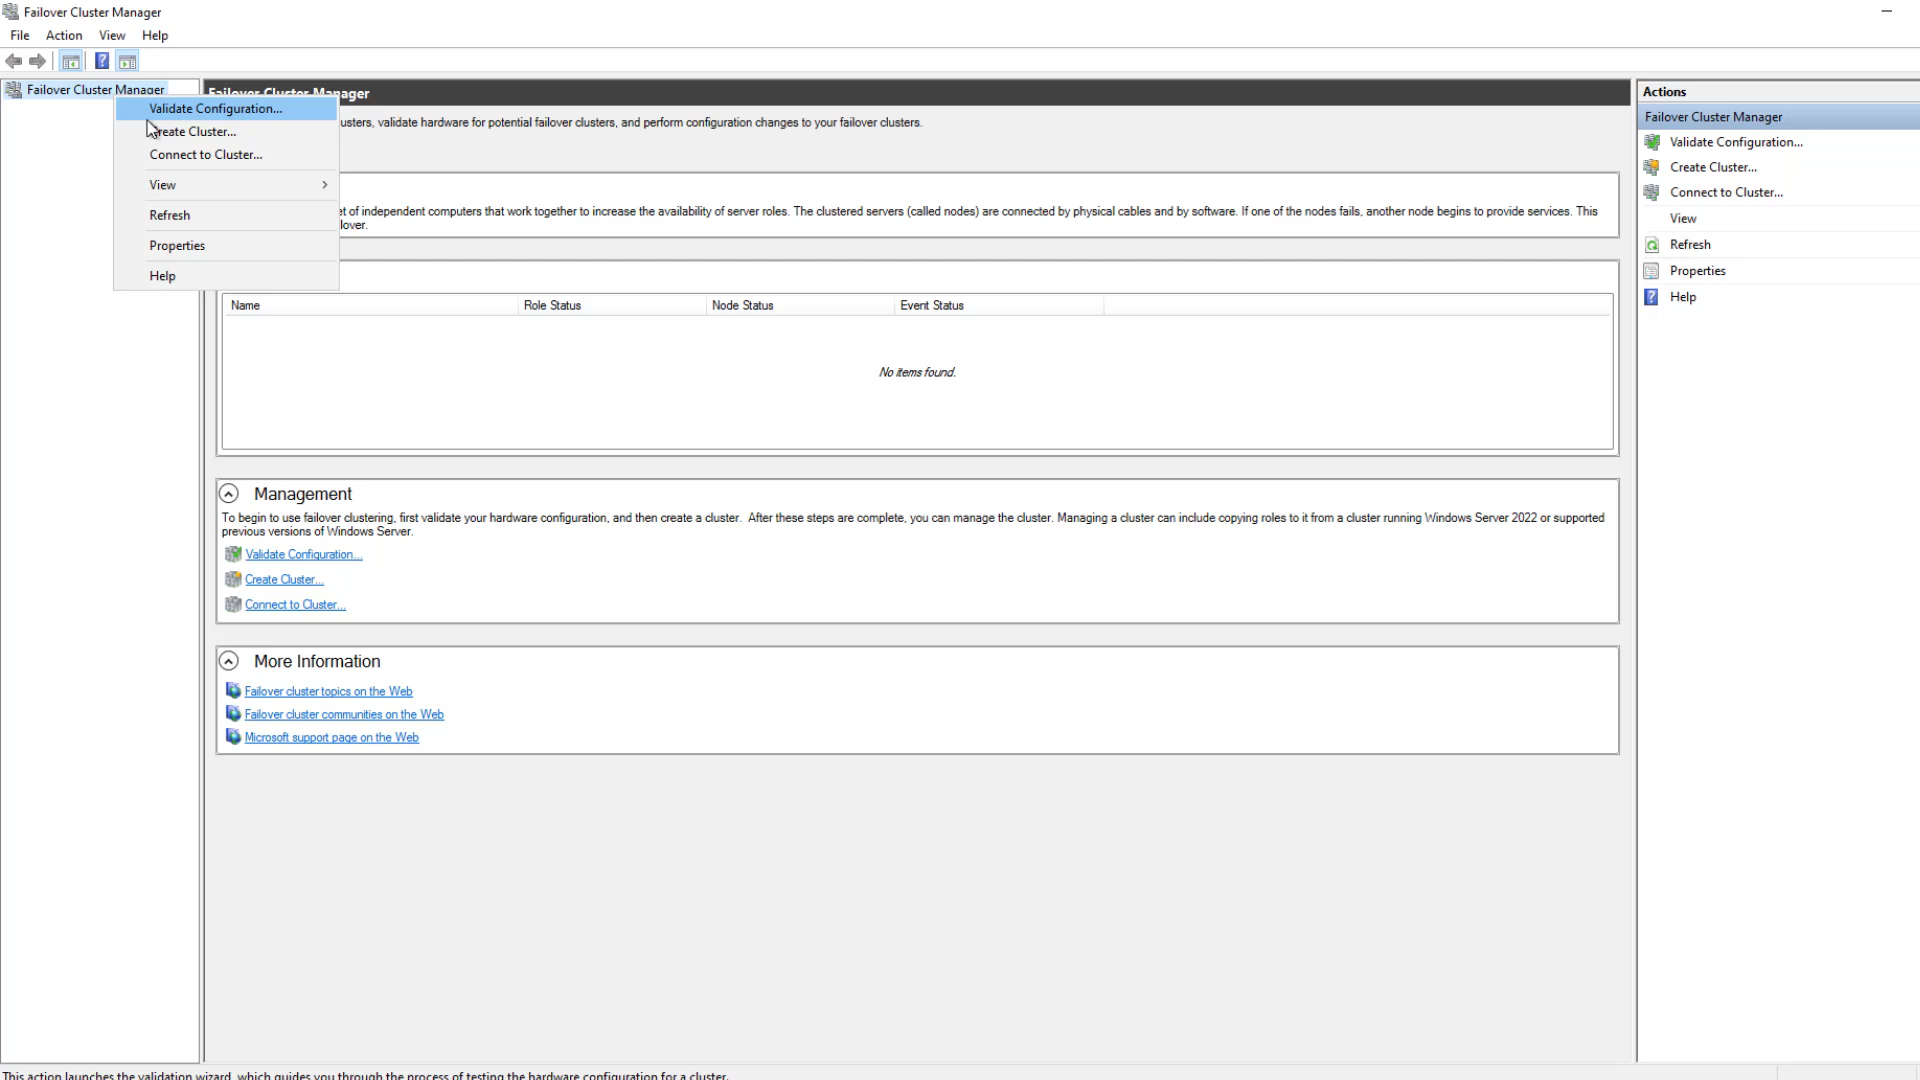 Failover Cluster Manager
File Action View Help
Failover Cluster Manager
Validate Configuration...
Create Cluster...
Connect to Cluster...
View
Refresh
Properties
Help
Failover Cluster Manager
usters, validate hardware for potential failover clusters, and perform configuration changes to your failover clusters.
et of independent computers that work together to increase the availability of server roles. The clustered servers (called nodes) are connected by physical cables and by software. If one of the nodes fails, another node begins to provide services. This
lover.
Name Role Status Node Status Event Status
No items found.
Management
To begin to use failover clustering, first validate your hardware configuration, and then create a cluster. After these steps are complete, you can manage the cluster. Managing a cluster can include copying roles to it from a cluster running Windows Server 2022 or supported
previous versions of Windows Server.
Validate Configuration...
Create Cluster...
Connect to Cluster...
More Information
Failover cluster topics on the Web
Failover cluster communities on the Web
Microsoft support page on the Web
Actions
Failover Cluster Manager
Validate Configuration...
Create Cluster...
Connect to Cluster...
View
Refresh
Properties
Help
This action launches the validation wizard, which guides you through the process of testing the hardware configuration for a cluster.